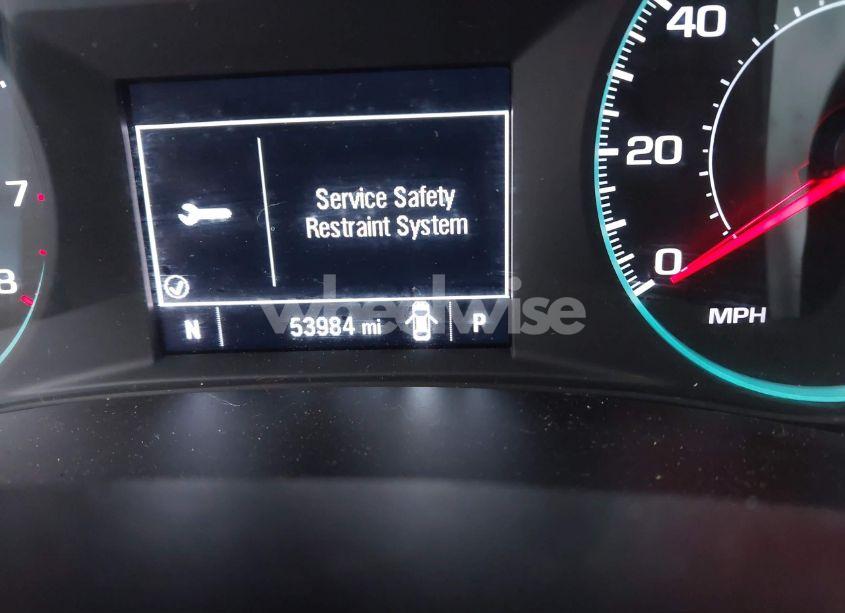 40
7
20
Service Safety
Restraint System
8
0
wheelwise
N 53984 mi P
MPH